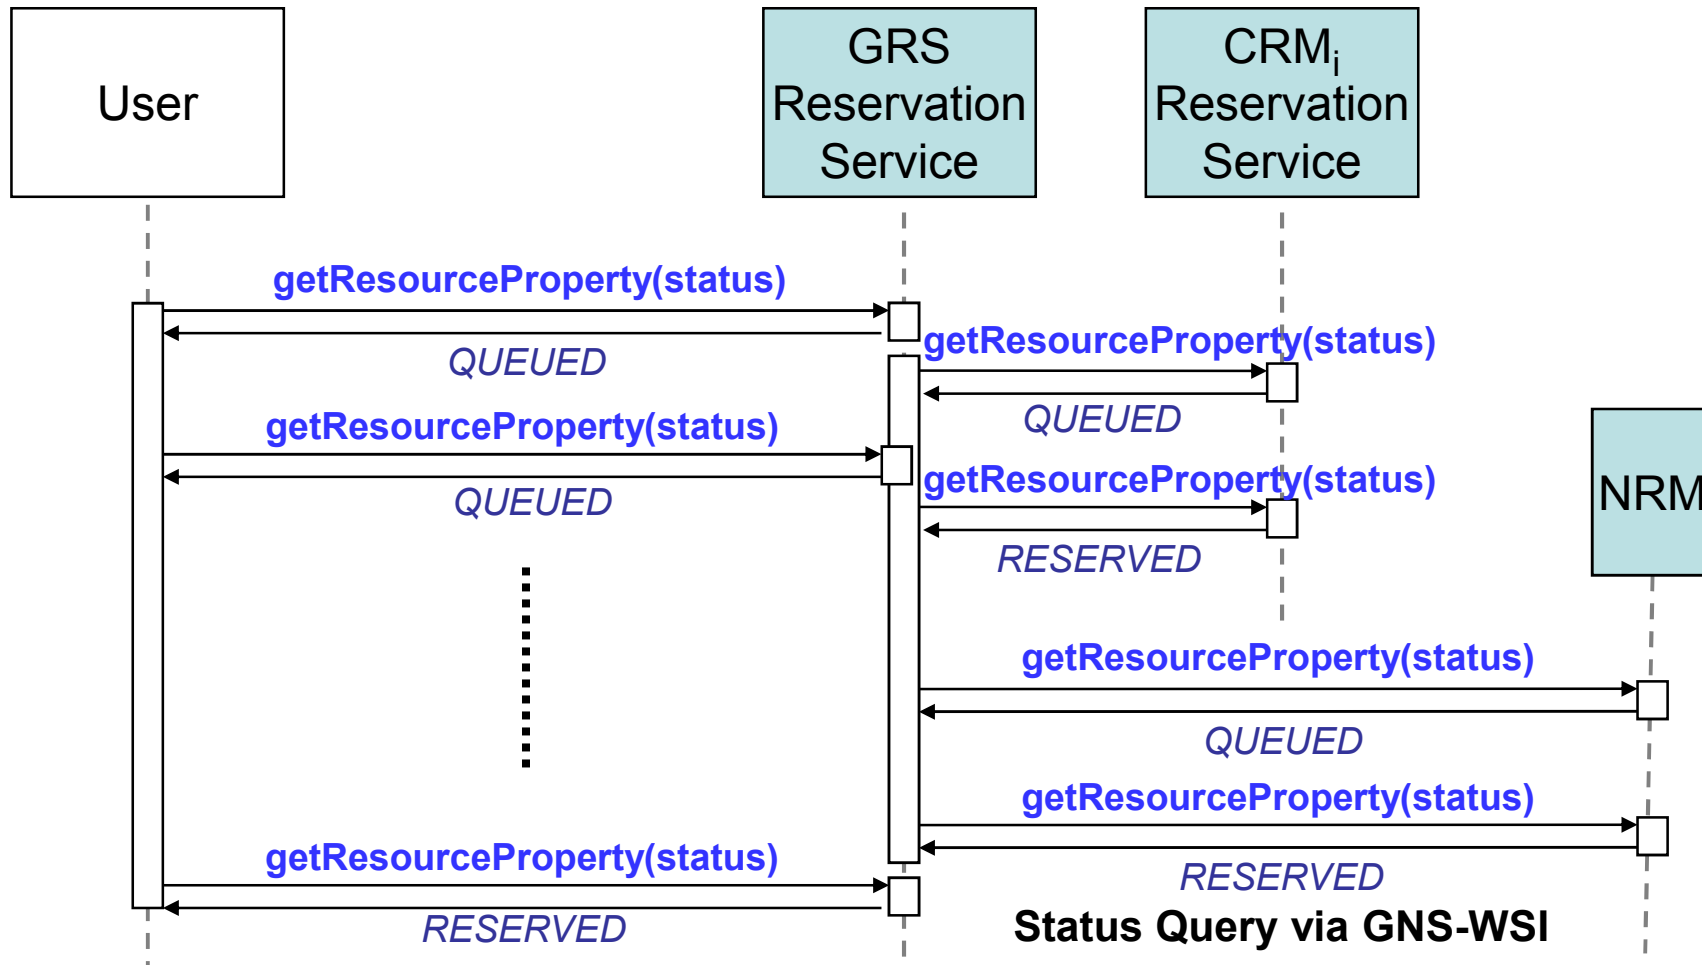 User
GRS
Reservation
Service
CRMi
Reservation
Service
getResourceProperty(status)
QUEUED
getResourceProperty(status)
QUEUED
getResourceProperty(status)
QUEUED
getResourceProperty(status)
RESERVED
NRM
getResourceProperty(status)
QUEUED
getResourceProperty(status)
RESERVED
getResourceProperty(status)
RESERVED
Status Query via GNS-WSI